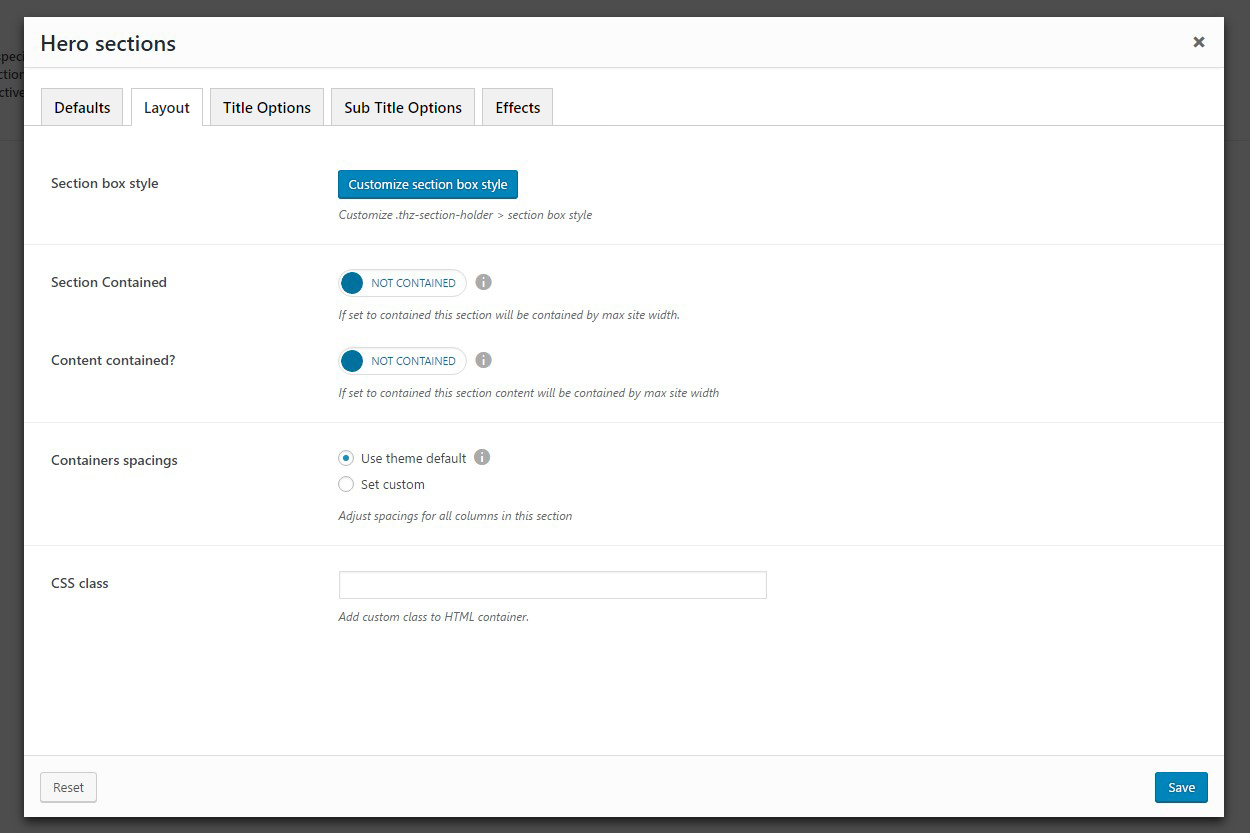 Hero sections
Defaults
Layout
Title Options
Sub Title Options
Effects
Section box style
Customize section box style
Customize .thz-section-holder > section box style
Section Contained
NOT CONTAINED
If set to contained this section will be contained by max site width.
Content contained?
NOT CONTAINED
If set to contained this section content will be contained by max site width
Containers spacings
Use theme default
Set custom
Adjust spacings for all columns in this section
CSS class
Add custom class to HTML container.
Reset
Save